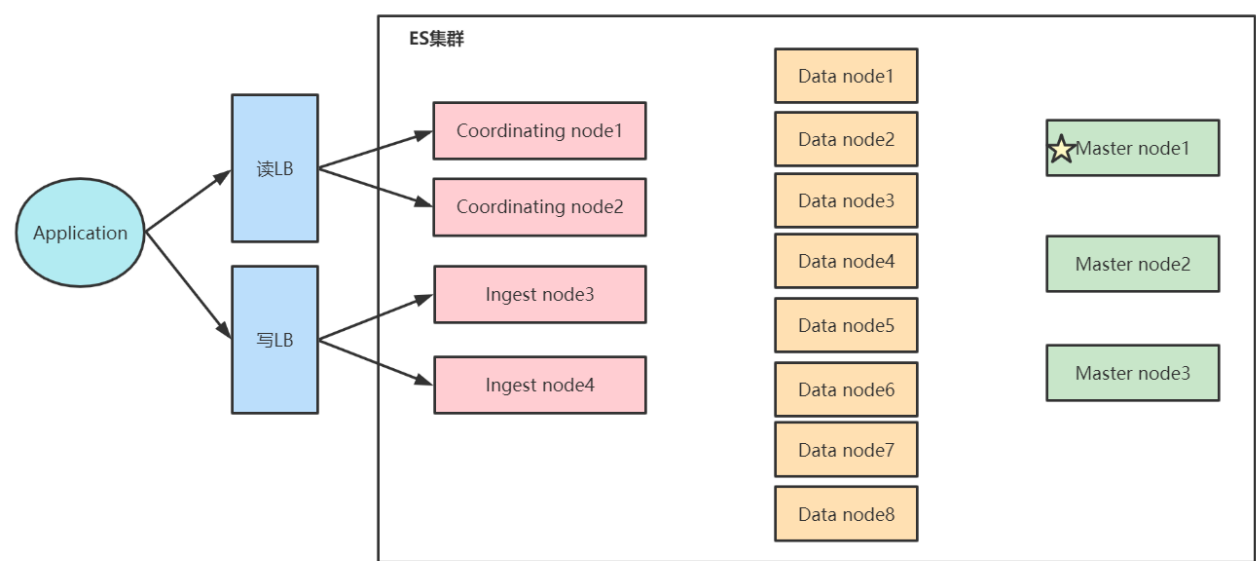 ES集群
Application
读LB
写LB
Coordinating node1
Coordinating node2
Ingest node3
Ingest node4
Data node1
Data node2
Data node3
Data node4
Data node5
Data node6
Data node7
Data node8
Master node1
Master node2
Master node3